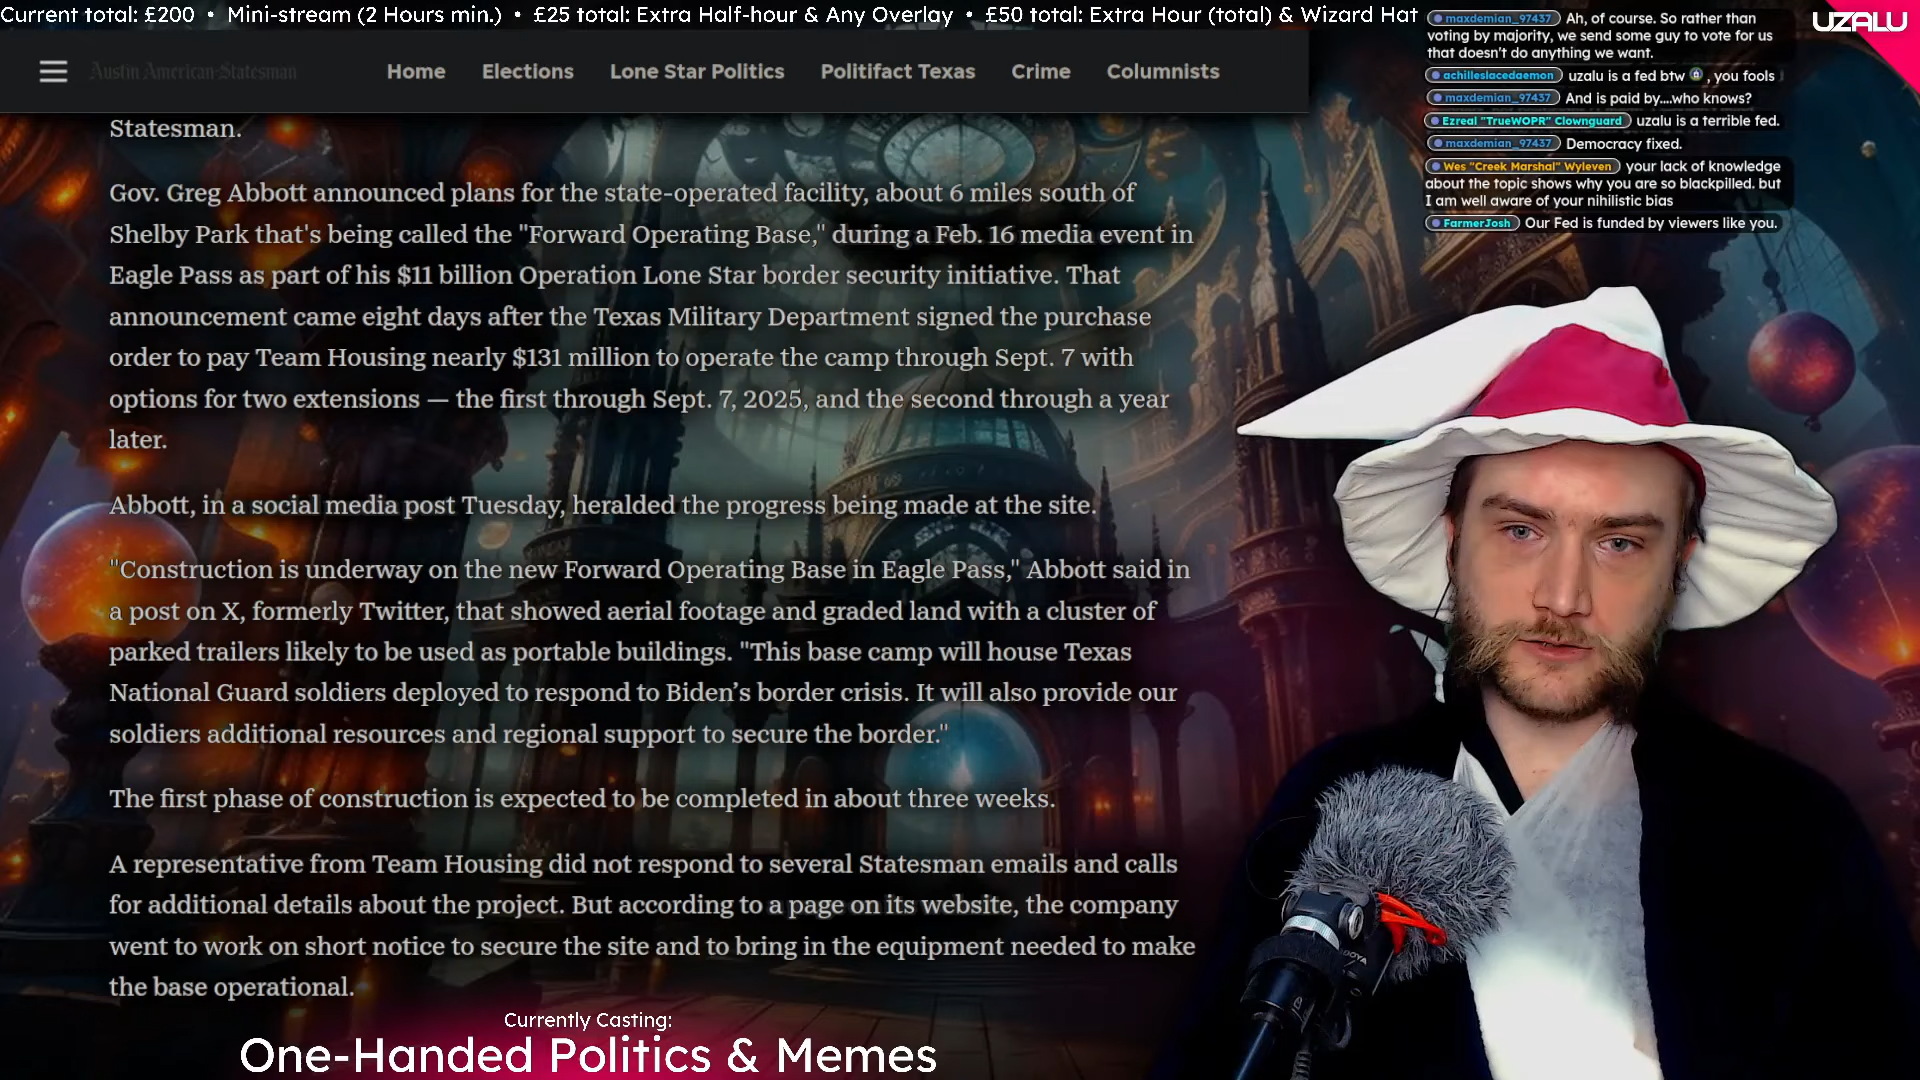 Current total: £200 • Mini-stream (2 Hours min.) • £25 total: Extra Half-hour & Any Overlay • £50 total: Extra Hour (total) & Wizard Hat
UZALU
Austin American-Statesman
Home Elections Lone Star Politics Politifact Texas Crime Columnists
Statesman.
Gov. Greg Abbott announced plans for the state-operated facility, about 6 miles south of
Shelby Park that's being called the "Forward Operating Base," during a Feb. 16 media event in
Eagle Pass as part of his $11 billion Operation Lone Star border security initiative. That
announcement came eight days after the Texas Military Department signed the purchase
order to pay Team Housing nearly $131 million to operate the camp through Sept. 7 with
options for two extensions — the first through Sept. 7, 2025, and the second through a year
later.
Abbott, in a social media post Tuesday, heralded the progress being made at the site.
"Construction is underway on the new Forward Operating Base in Eagle Pass," Abbott said in
a post on X, formerly Twitter, that showed aerial footage and graded land with a cluster of
parked trailers likely to be used as portable buildings. "This base camp will house Texas
National Guard soldiers deployed to respond to Biden’s border crisis. It will also provide our
soldiers additional resources and regional support to secure the border."
The first phase of construction is expected to be completed in about three weeks.
A representative from Team Housing did not respond to several Statesman emails and calls
for additional details about the project. But according to a page on its website, the company
went to work on short notice to secure the site and to bring in the equipment needed to make
the base operational.
maxdemian_97437 Ah, of course. So rather than
voting by majority, we send some guy to vote for us
that doesn't do anything we want.
achilleslacedaemon uzalu is a fed btw , you fools
maxdemian_97437 And is paid by....who knows?
Ezreal "TrueWOPR" Clownguard uzalu is a terrible fed.
maxdemian_97437 Democracy fixed.
Wes "Creek Marshal" Wyleven your lack of knowledge
about the topic shows why you are so blackpilled. but
I am well aware of your nihilistic bias
FarmerJosh Our Fed is funded by viewers like you.
BOYA
Currently Casting:
One-Handed Politics & Memes